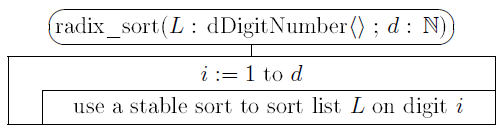 radix_sort(L : dDigitNumber⟨⟩ ; d : ℕ)
i := 1 to d
use a stable sort to sort list L on digit i